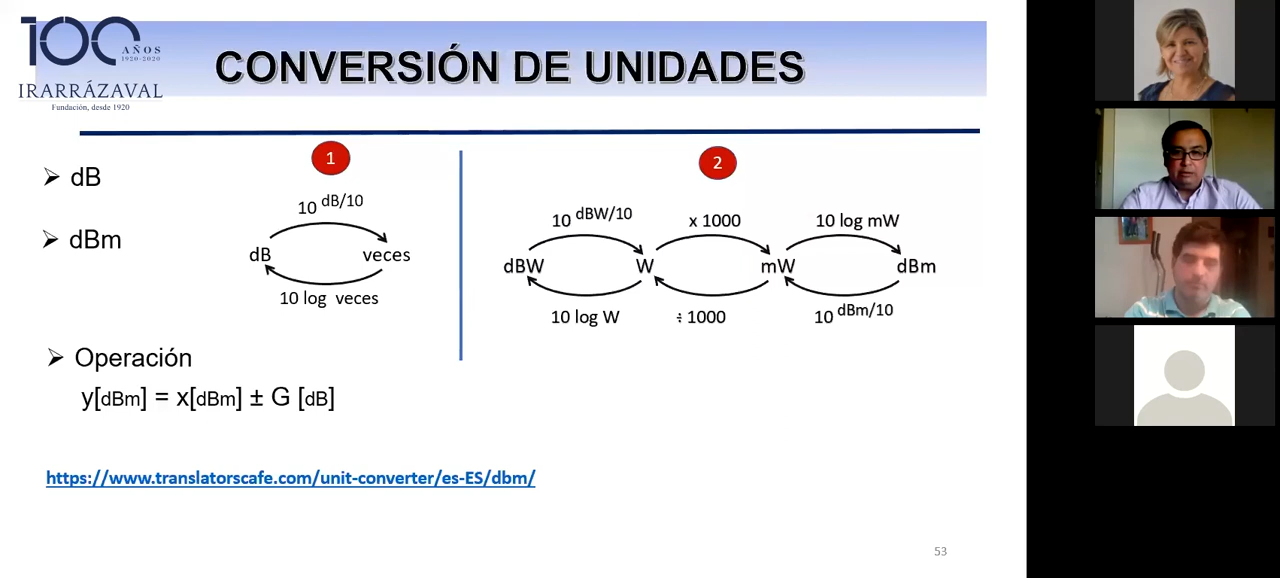 100
AÑOS
1920-2020
IRARRÁZAVAL
Fundación, desde 1920
CONVERSIÓN DE UNIDADES
➢ dB
➢ dBm
1
10 dB/10
dB
veces
10 log veces
2
10 dBW/10
x 1000
10 log mW
dBW
W
mW
dBm
10 log W
÷ 1000
10 dBm/10
➢ Operación
y[dBm] = x[dBm] ± G [dB]
https://www.translatorscafe.com/unit-converter/es-ES/dbm/
53